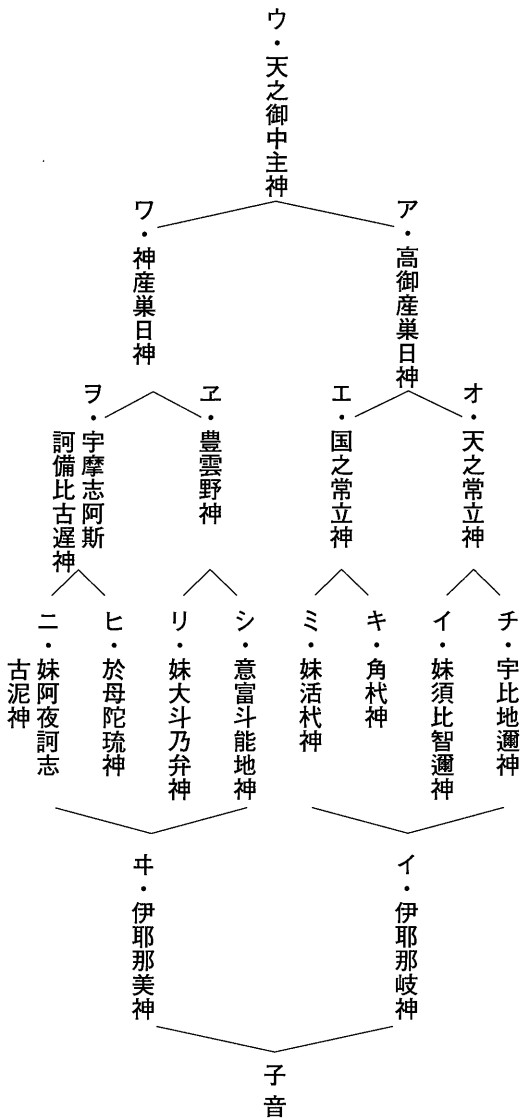 ウ・天之御中主神
ア・高御産巣日神
ワ・神産巣日神
オ・天之常立神
エ・国之常立神
ヱ・豊雲野神
ヲ・宇摩志阿斯
訶備比古遅神
チ・宇比地邇神
イ・妹須比智邇神
キ・角杙神
ミ・妹活杙神
シ・意富斗能地神
リ・妹大斗乃弁神
ヒ・於母陀琉神
ニ・妹阿夜訶志
古泥神
イ・伊耶那岐神
ヰ・伊耶那美神
子音